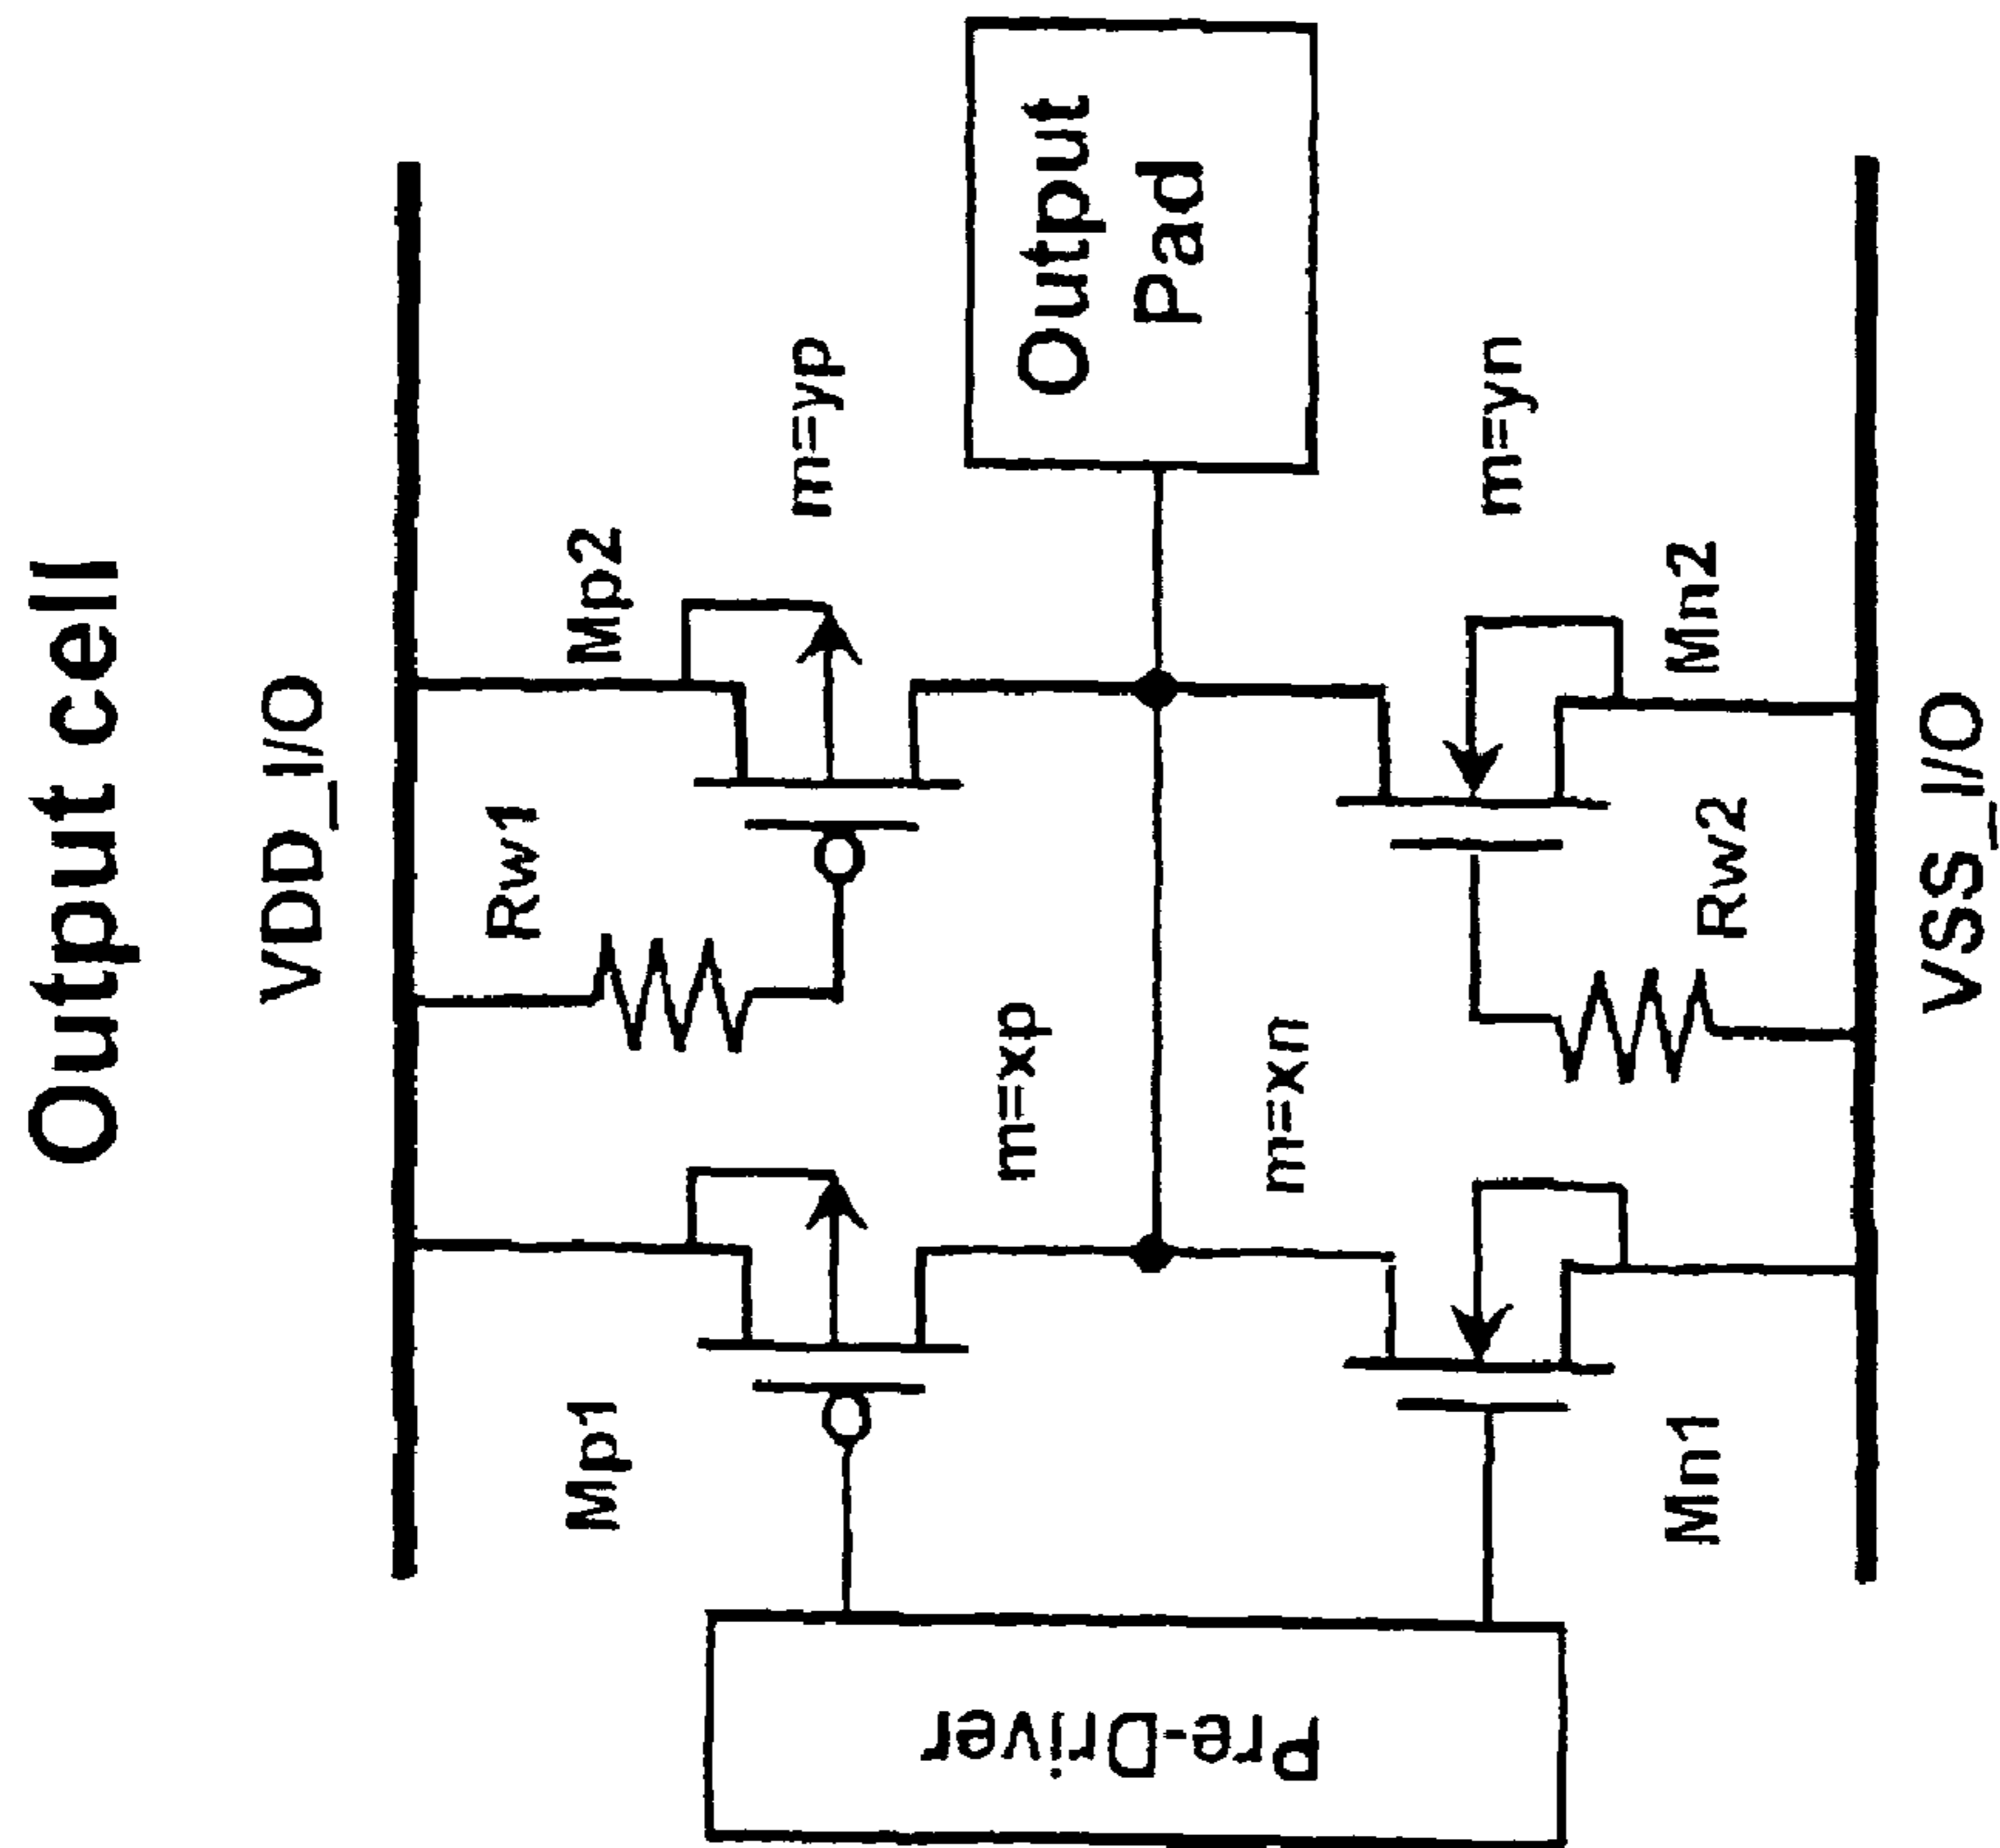 Output cell
VDD_I/O
Rw1
Mp2
m=yp
Mp1
m=xp
Output
Pad
Pre-Driver
m=xn
m=yn
Mn1
Rw2
Mn2
VSS_I/O